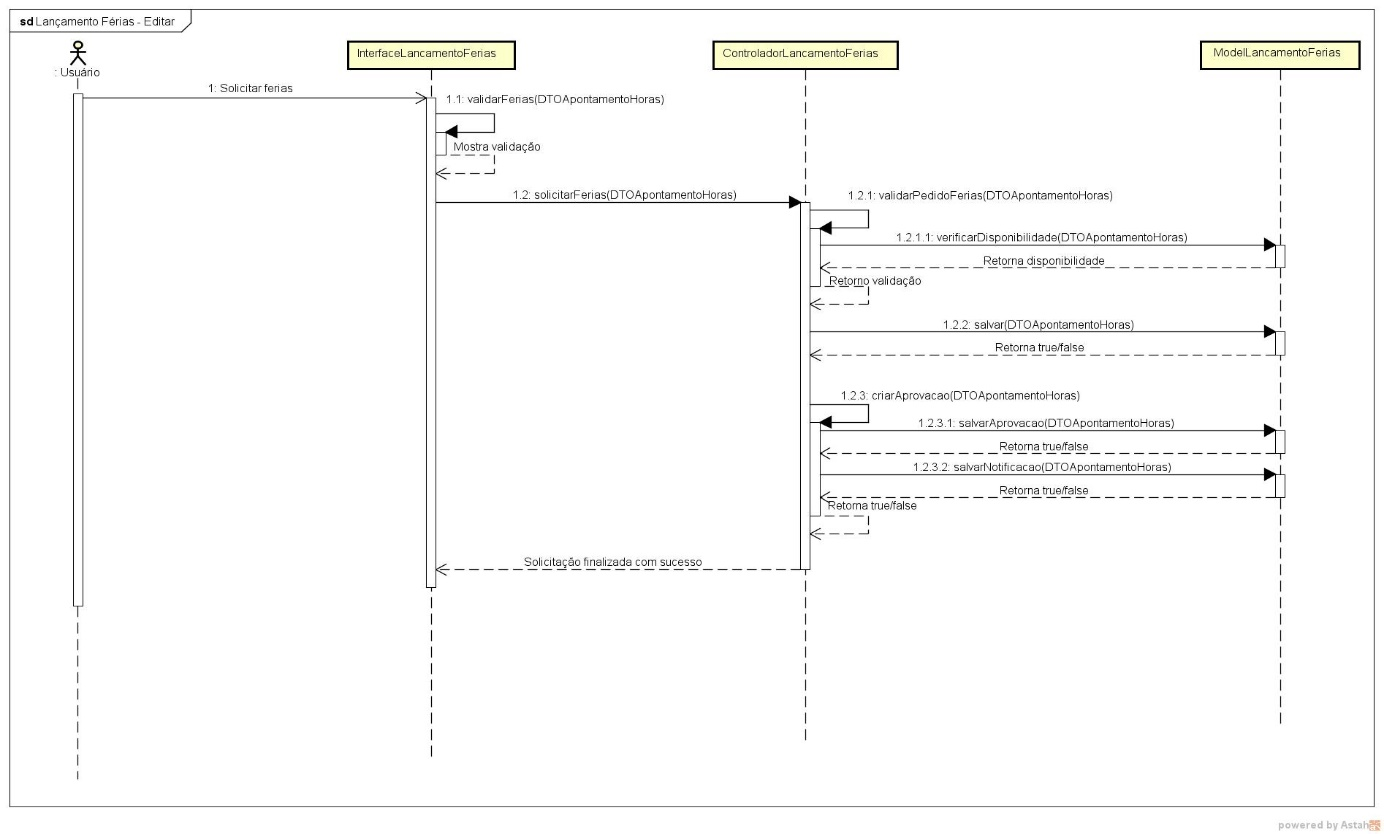 sd Lançamento Férias - Editar
: Usuário
InterfaceLancamentoFerias
ControladorLancamentoFerias
ModelLancamentoFerias
1: Solicitar ferias
1.1: validarFerias(DTOApontamentoHoras)
Mostra validação
1.2: solicitarFerias(DTOApontamentoHoras)
1.2.1: validarPedidoFerias(DTOApontamentoHoras)
1.2.1.1: verificarDisponibilidade(DTOApontamentoHoras)
Retorna disponibilidade
Retorno validação
1.2.2: salvar(DTOApontamentoHoras)
Retorna true/false
1.2.3: criarAprovacao(DTOApontamentoHoras)
1.2.3.1: salvarAprovacao(DTOApontamentoHoras)
Retorna true/false
1.2.3.2: salvarNotificacao(DTOApontamentoHoras)
Retorna true/false
Retorna true/false
Solicitação finalizada com sucesso
powered by Astah